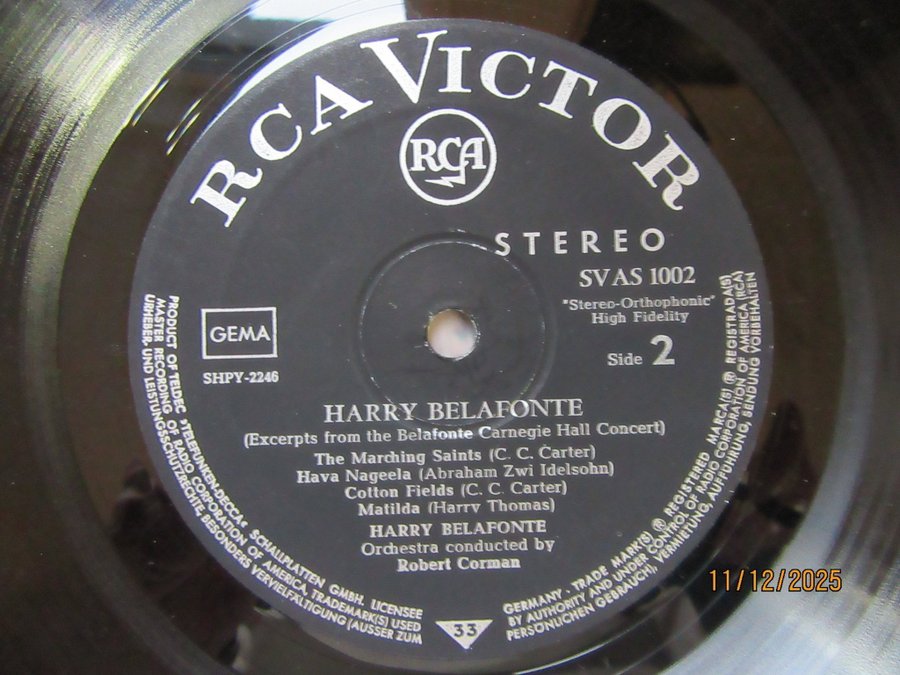 RCA VICTOR
RCA
STEREO
SVAS 1002
"Stereo-Orthophonic"
High Fidelity
Side 2
GEMA
SHPY-2246
HARRY BELAFONTE
(Excerpts from the Belafonte Carnegie Hall Concert)
The Marching Saints (C. C. Carter)
Hava Nageela (Abraham Zwi Idelsohn)
Cotton Fields (C. C. Carter)
Matilda (Harry Thomas)
HARRY BELAFONTE
Orchestra conducted by
Robert Corman
PRODUCT OF TELDEC »TELEFUNKEN-DECCA« SCHALLPLATTEN GMBH. LICENSEE
MASTER RECORDING OF RADIO CORPORATION OF AMERICA, TRADEMARK(S) USED
URHEBER. UND LEISTUNGSSCHUTZRECHTE, BESONDERS VERVIELFÄLTIGUNG (AUSSER ZUM
33
GERMANY . TRADE MARK(S) ® REGISTERED MARCA(S) ® REGISTRADA(S)
BY AUTHORITY AND UNDER CONTROL OF RADIO CORPORATION OF AMERICA (RCA)
PERSÖNLICHEN GEBRAUCH), VERMIETUNG, AUFFÜHRUNG, SENDUNG VORBEHALTEN
11/12/2025